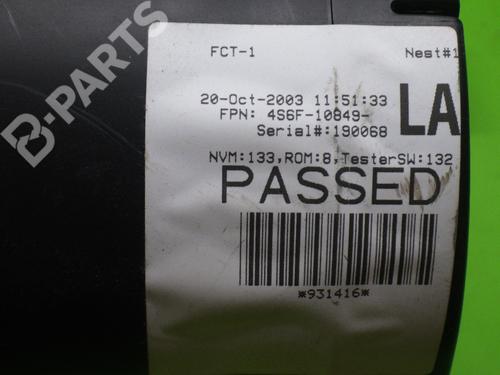 B-PARTS
FCT-1 Nest#1
20-Oct-2003 11:51:33
FPN: 4S6F-10849-
LA
Serial#:190068
NVM:133,ROM:8,TesterSW:132
PASSED
*931416*